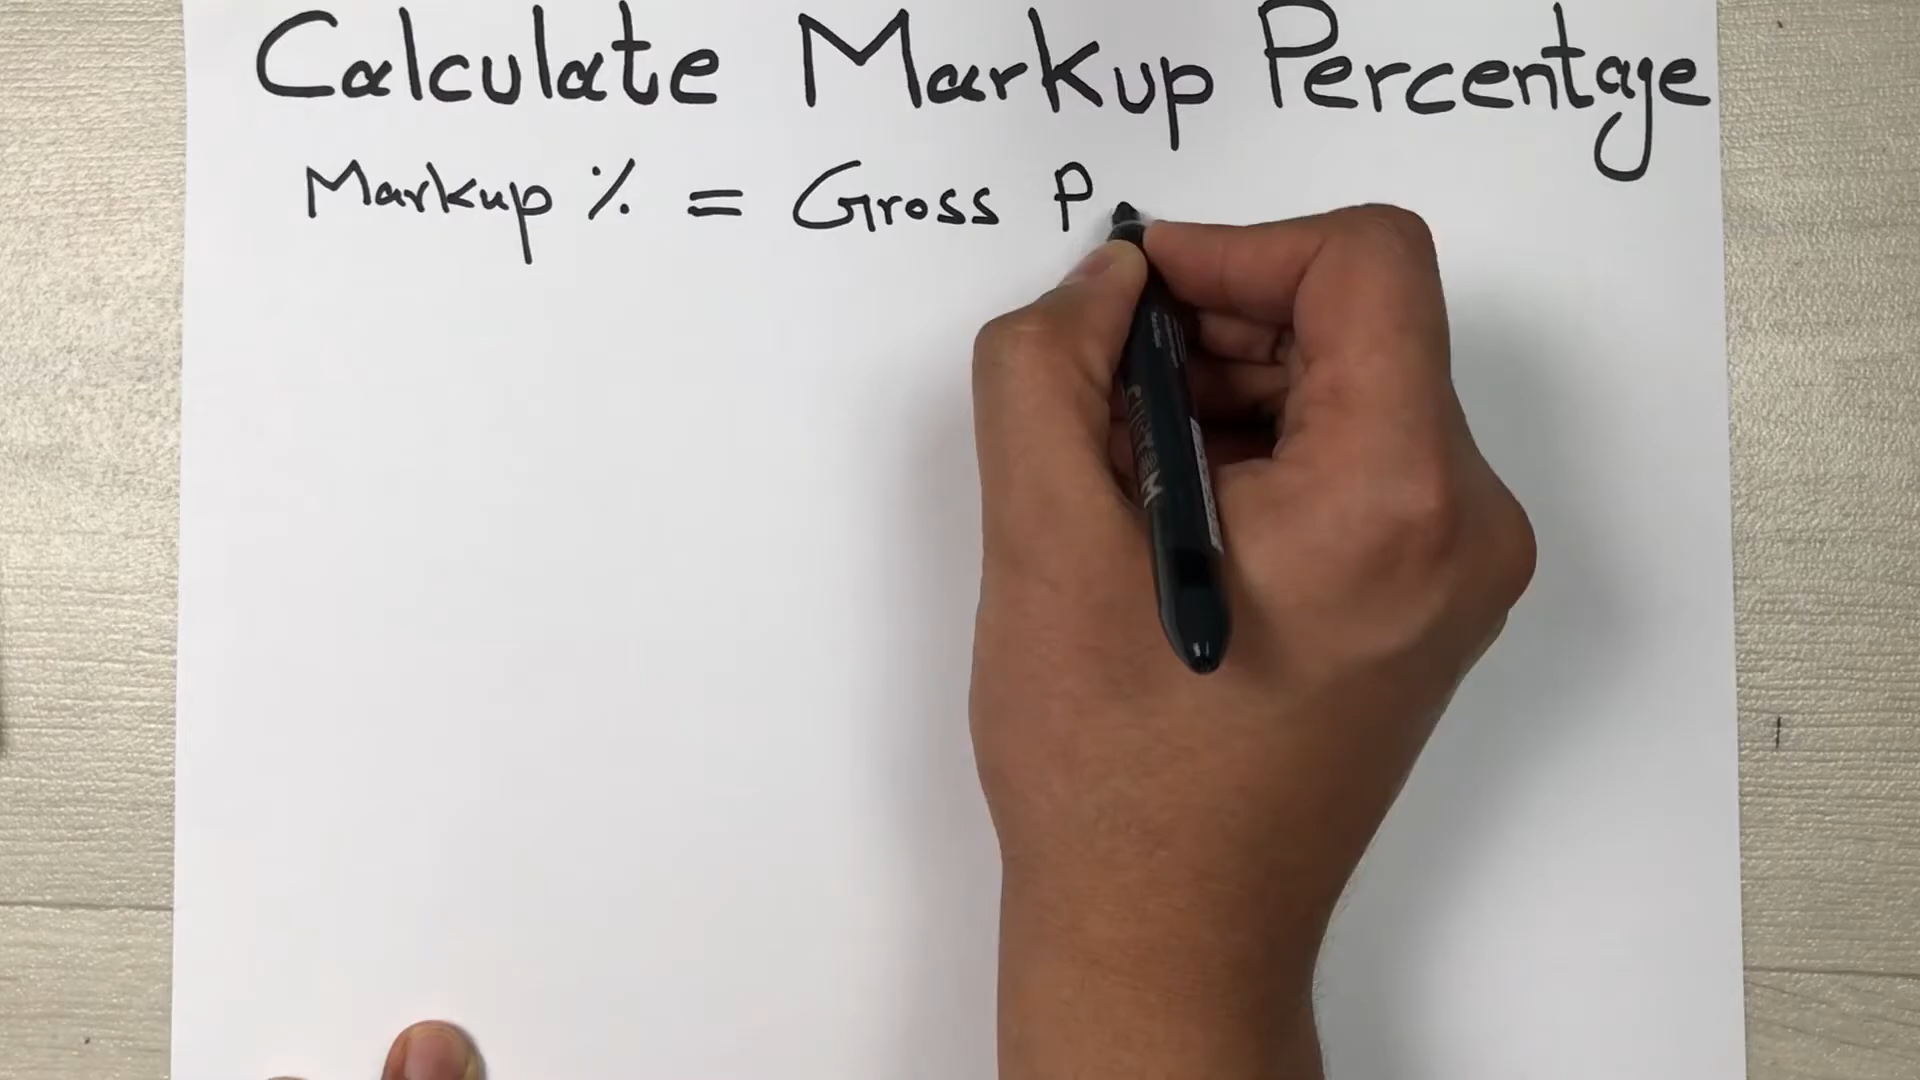 Calculate Markup Percentage
Markup % = Gross P